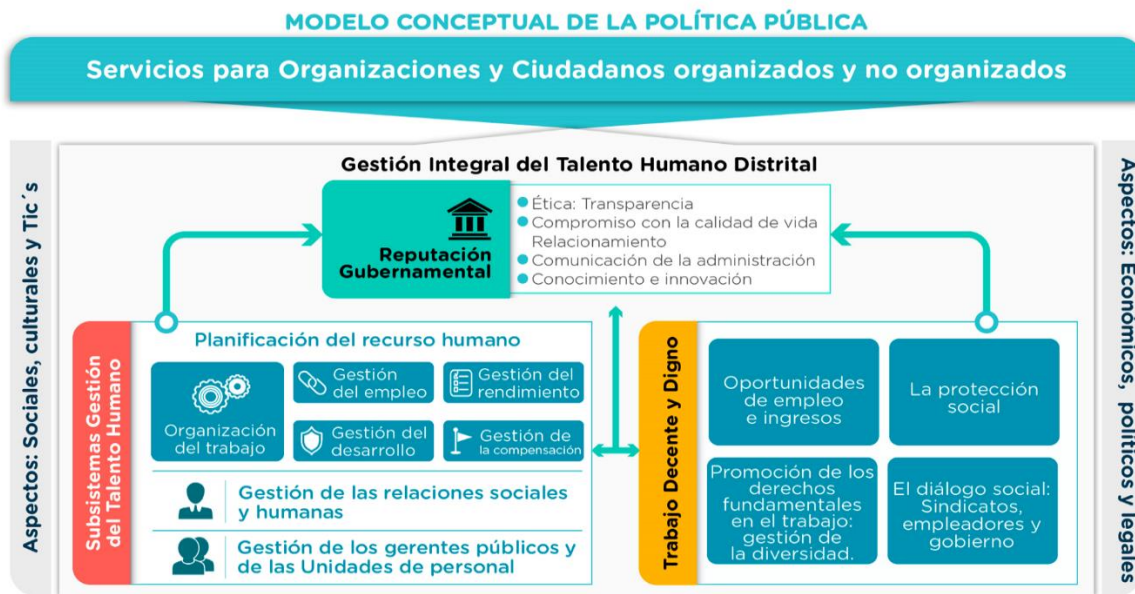 MODELO CONCEPTUAL DE LA POLÍTICA PÚBLICA
Servicios para Organizaciones y Ciudadanos organizados y no organizados
Aspectos: Sociales, culturales y Tic´s
Gestión Integral del Talento Humano Distrital
Reputación
Gubernamental
Ética: Transparencia
Compromiso con la calidad de vida
Relacionamiento
Comunicación de la administración
Conocimiento e innovación
Subsistemas Gestión
del Talento Humano
Planificación del recurso humano
Organización
del trabajo
Gestión
del empleo
Gestión del
rendimiento
Gestión del
desarrollo
Gestión de
la compensación
Gestión de las relaciones sociales
y humanas
Gestión de los gerentes públicos y
de las Unidades de personal
Trabajo Decente y Digno
Oportunidades
de empleo
e ingresos
La protección
social
Promoción de los
derechos
fundamentales
en el trabajo:
gestión de
la diversidad.
El diálogo social:
Sindicatos,
empleadores y
gobierno
Aspectos: Económicos, políticos y legales